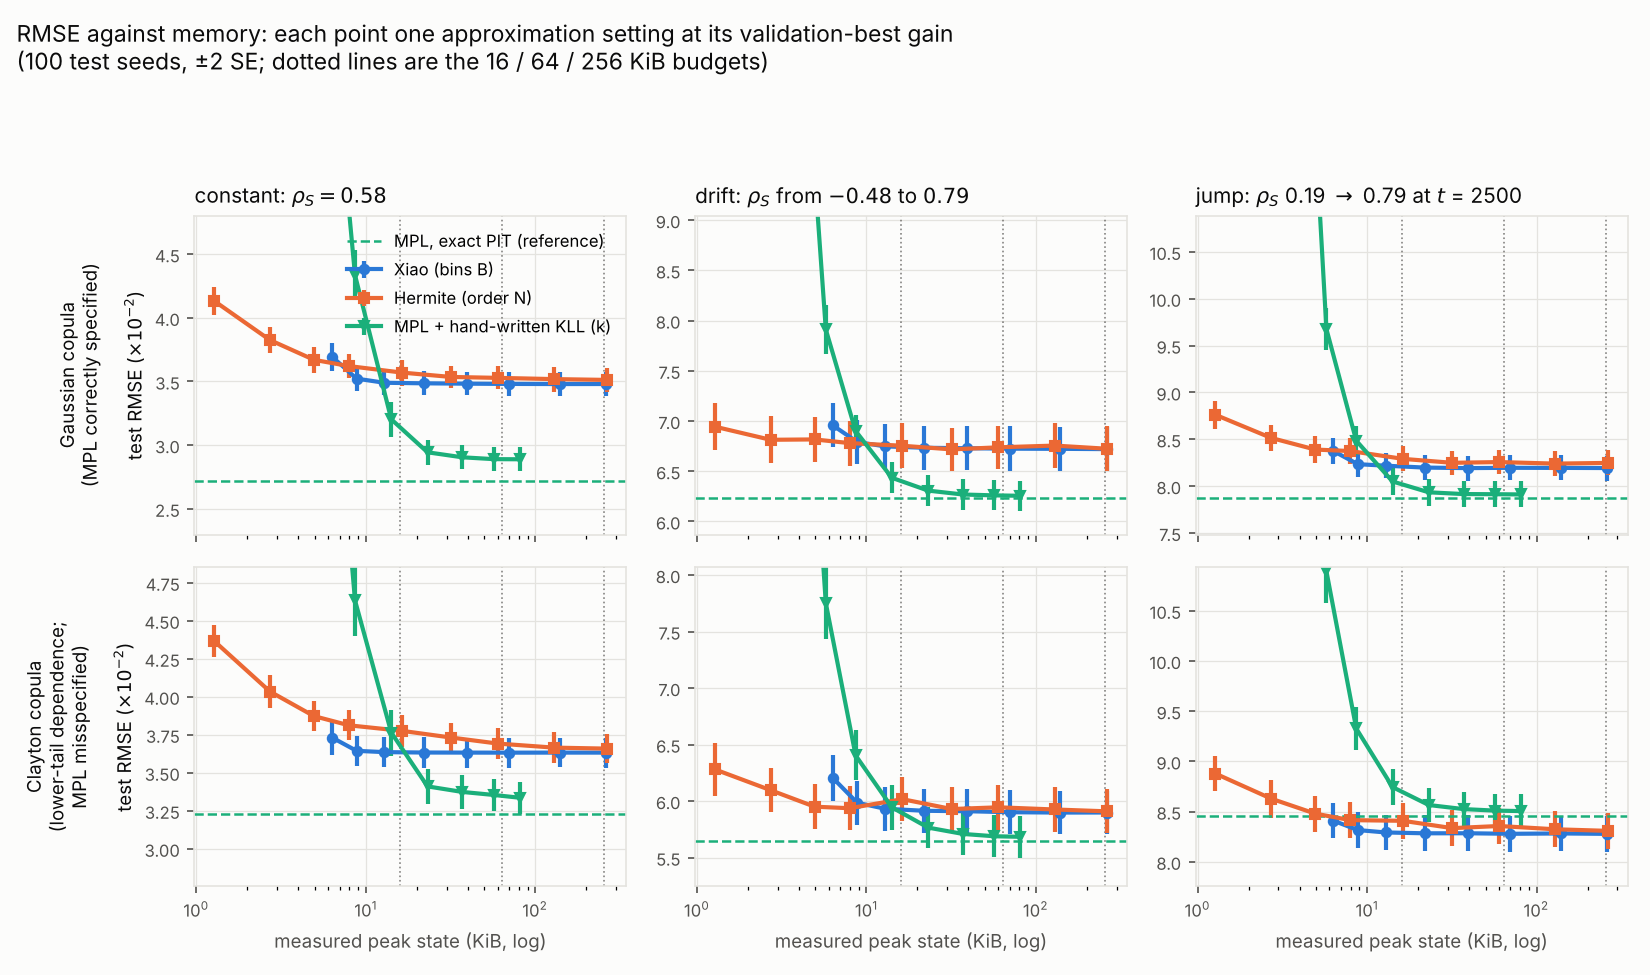 RMSE against memory: each point one approximation setting at its validation-best gain
(100 test seeds, ±2 SE; dotted lines are the 16 / 64 / 256 KiB budgets)
constant: ρS = 0.58
drift: ρS from −0.48 to 0.79
jump: ρS 0.19 → 0.79 at t = 2500
Gaussian copula
(MPL correctly specified)
test RMSE (×10−2)
4.5
4.0
3.5
3.0
2.5
MPL, exact PIT (reference)
Xiao (bins B)
Hermite (order N)
MPL + hand-written KLL (k)
9.0
8.5
8.0
7.5
7.0
6.5
6.0
10.5
10.0
9.5
9.0
8.5
8.0
7.5
Clayton copula
(lower-tail dependence;
MPL misspecified)
test RMSE (×10−2)
4.75
4.50
4.25
4.00
3.75
3.50
3.25
3.00
8.0
7.5
7.0
6.5
6.0
5.5
10.5
10.0
9.5
9.0
8.5
8.0
100 101 102
100 101 102
100 101 102
measured peak state (KiB, log)
measured peak state (KiB, log)
measured peak state (KiB, log)